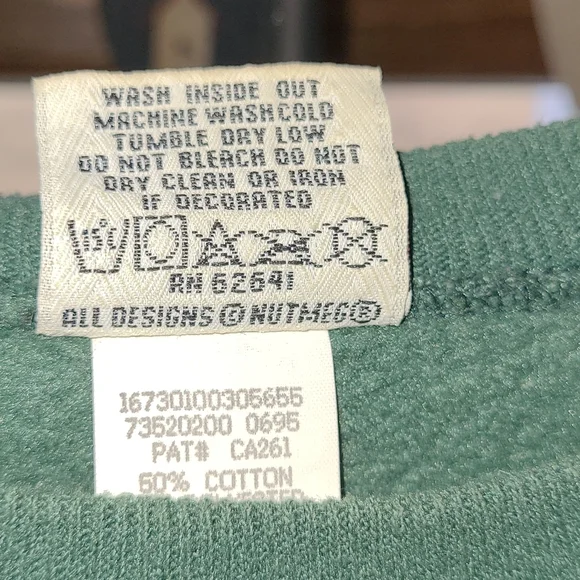 WASH INSIDE OUT
MACHINE WASH COLD
TUMBLE DRY LOW
DO NOT BLEACH DO NOT
DRY CLEAN OR IRON
IF DECORATED
RN 62641
ALL DESIGNS © NUTMEG®
16730100305655
73520200 0695
PAT# CA261
60% COTTON